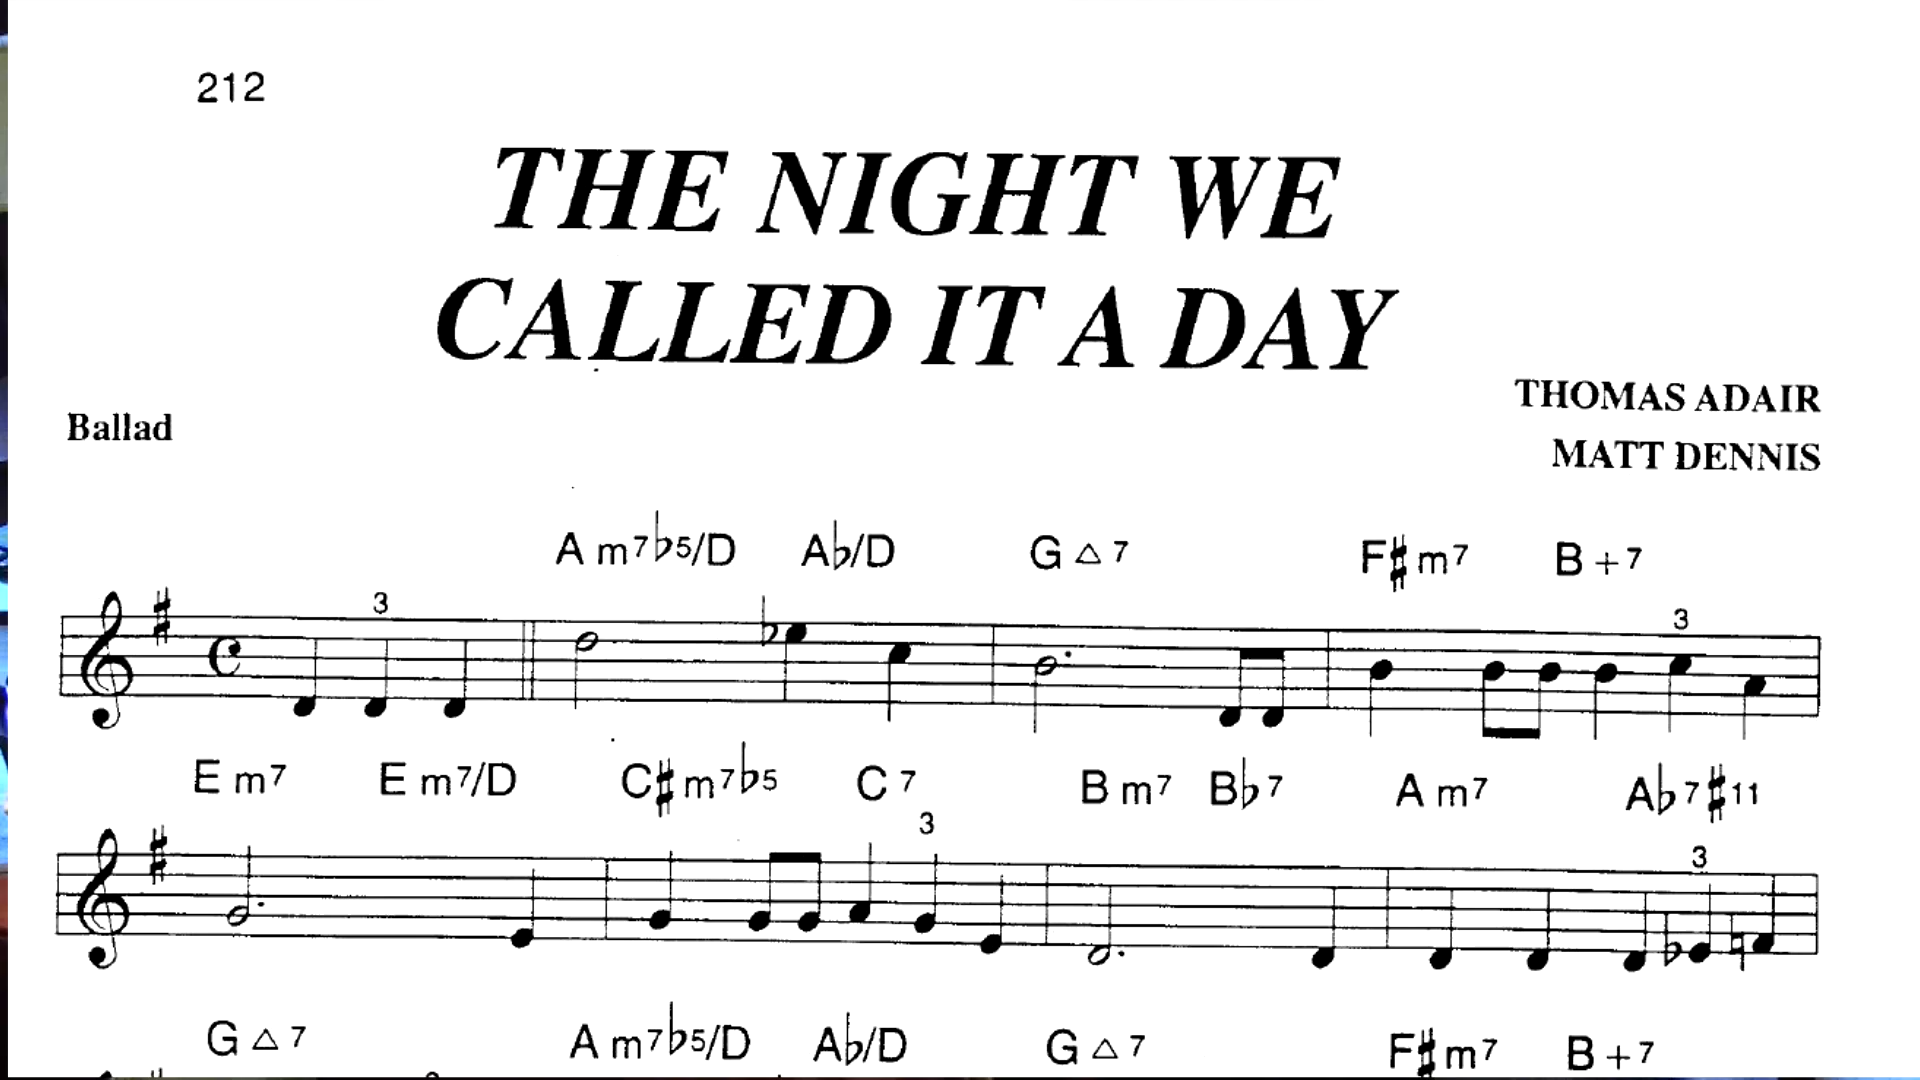 212
THE NIGHT WE
CALLED IT A DAY
THOMAS ADAIR
Ballad
MATT DENNIS
A m7♭5/D A♭/D G △ 7 F♯m7 B + 7
3 3
E m7 E m7/D C♯m7♭5 C 7 B m7 B♭7 A m7 A♭7♯11
3 3
G △ 7 A m7♭5/D A♭/D G △ 7 F♯m7 B + 7